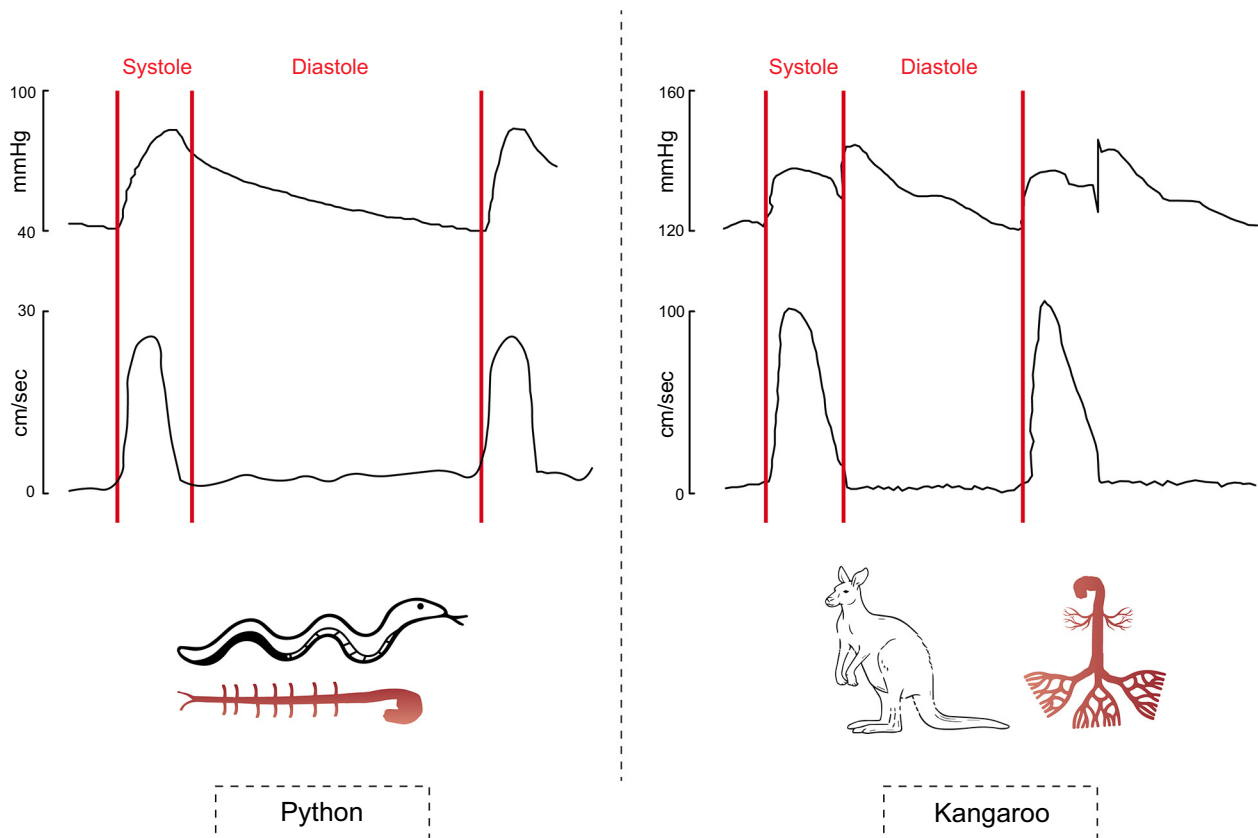 Systole
Diastole
100
mmHg
40
30
cm/sec
0
Python
Systole
Diastole
160
mmHg
120
100
cm/sec
0
Kangaroo